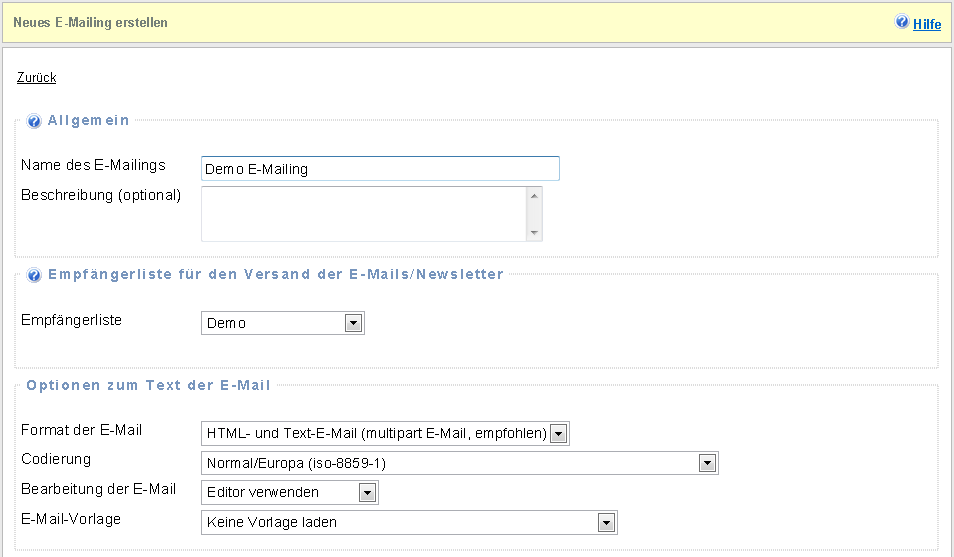 Neues E-Mailing erstellen
Hilfe
Zurück
Allgemein
Name des E-Mailings
Demo E-Mailing
Beschreibung (optional)
Empfängerliste für den Versand der E-Mails/Newsletter
Empfängerliste
Demo
Optionen zum Text der E-Mail
Format der E-Mail
HTML- und Text-E-Mail (multipart E-Mail, empfohlen)
Codierung
Normal/Europa (iso-8859-1)
Bearbeitung der E-Mail
Editor verwenden
E-Mail-Vorlage
Keine Vorlage laden